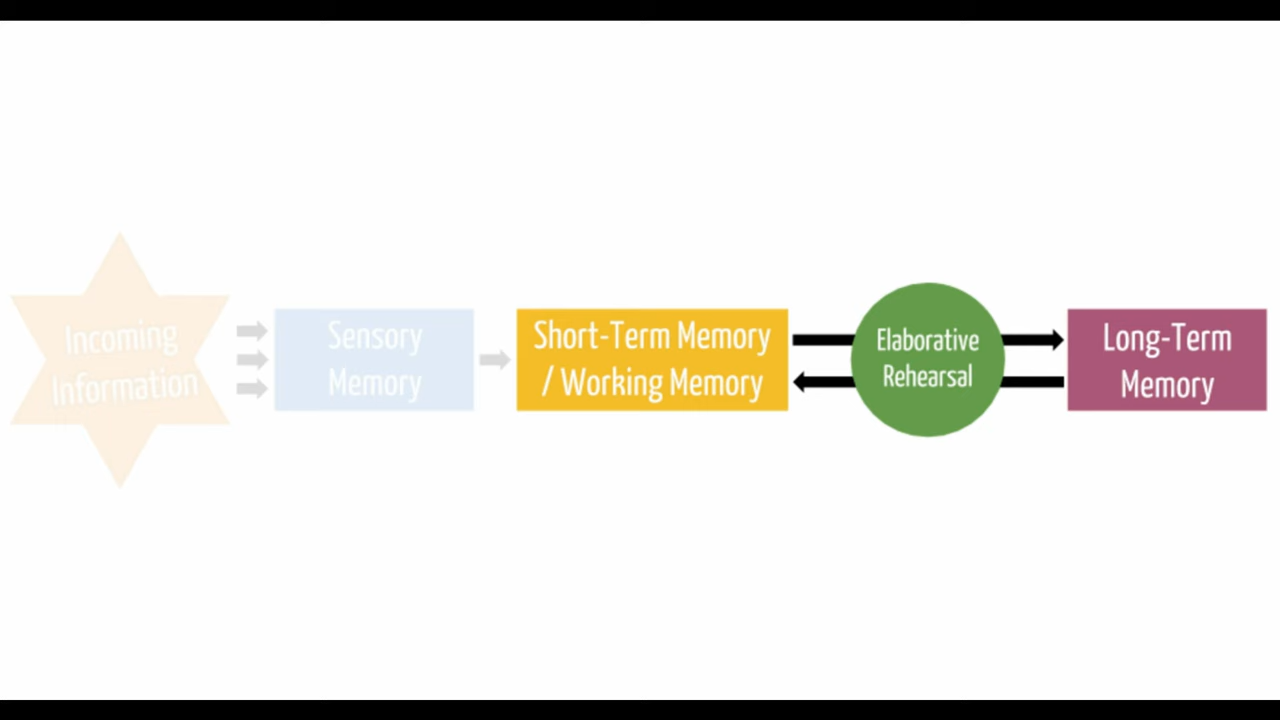 Incoming
Information
Sensory
Memory
Short-Term Memory
/ Working Memory
Elaborative
Rehearsal
Long-Term
Memory